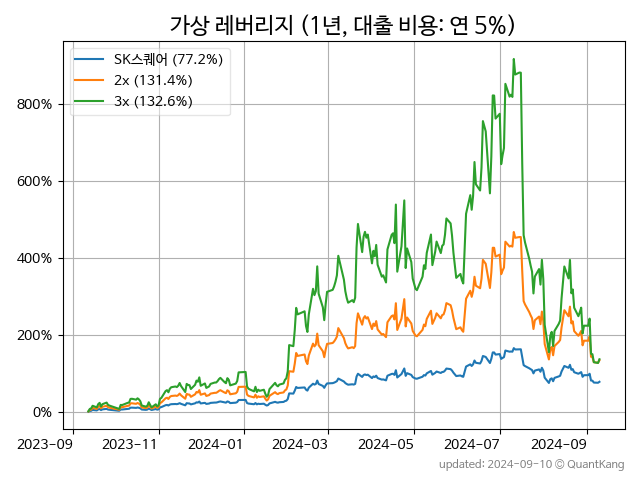 가상 레버리지 (1년, 대출 비용: 연 5%)
SK스퀘어 (77.2%)
2x (131.4%)
3x (132.6%)
800%
600%
400%
200%
0%
2023-09 2023-11 2024-01 2024-03 2024-05 2024-07 2024-09
updated: 2024-09-10 © QuantKang